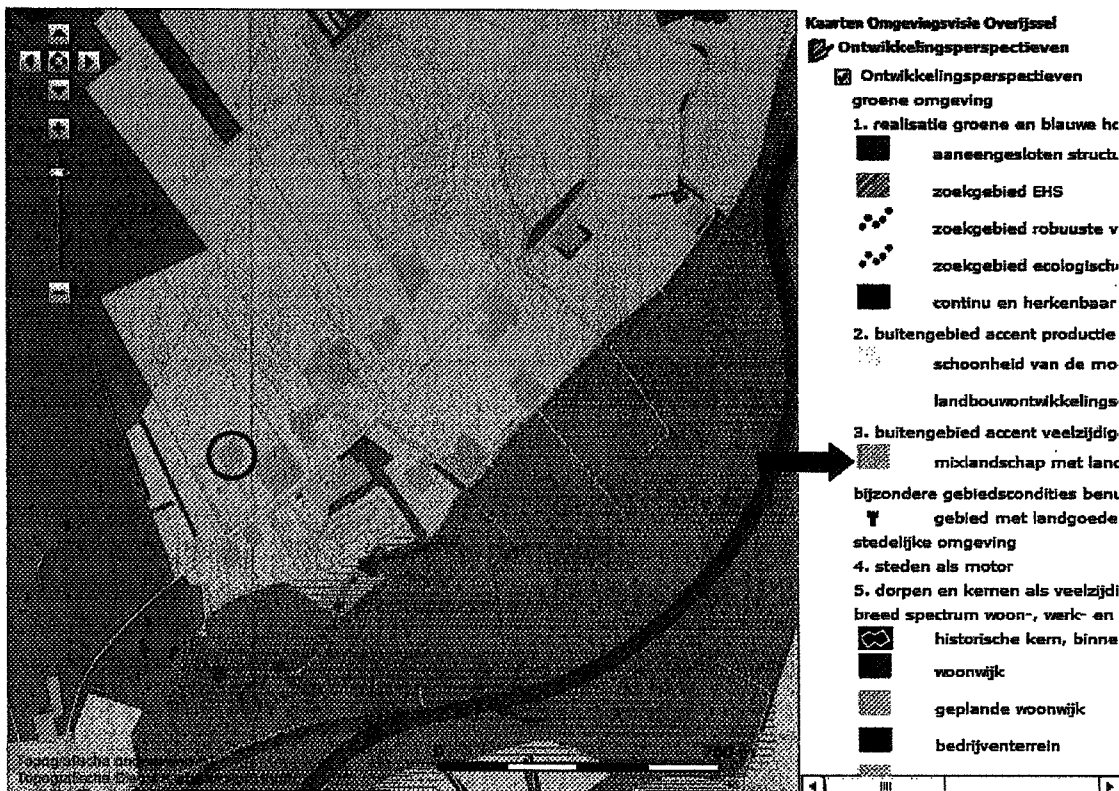 Kaarten Omgevingsvisie Overijssel
Ontwikkelingsperspectieven
Ontwikkelingsperspectieven
groene omgeving
1. realisatie groene en blauwe ho
aaneengesloten structu
zoekgebied EHS
zoekgebied robuuste v
zoekgebied ecologisch
continu en herkenbaar
2. buitengebied accent productie
schoonheid van de mo
landbouwontwikkelings
3. buitengebied accent veelzijdig
mixlandschap met land
bijzondere gebiedscondities benu
gebied met landgoede
stedelijke omgeving
4. steden als motor
5. dorpen en kernen als veelzijdi
breed spectrum woon-, werk- en
historische kern, binne
woonwijk
geplande woonwijk
bedrijventerrein
0
Topografische
Topografische